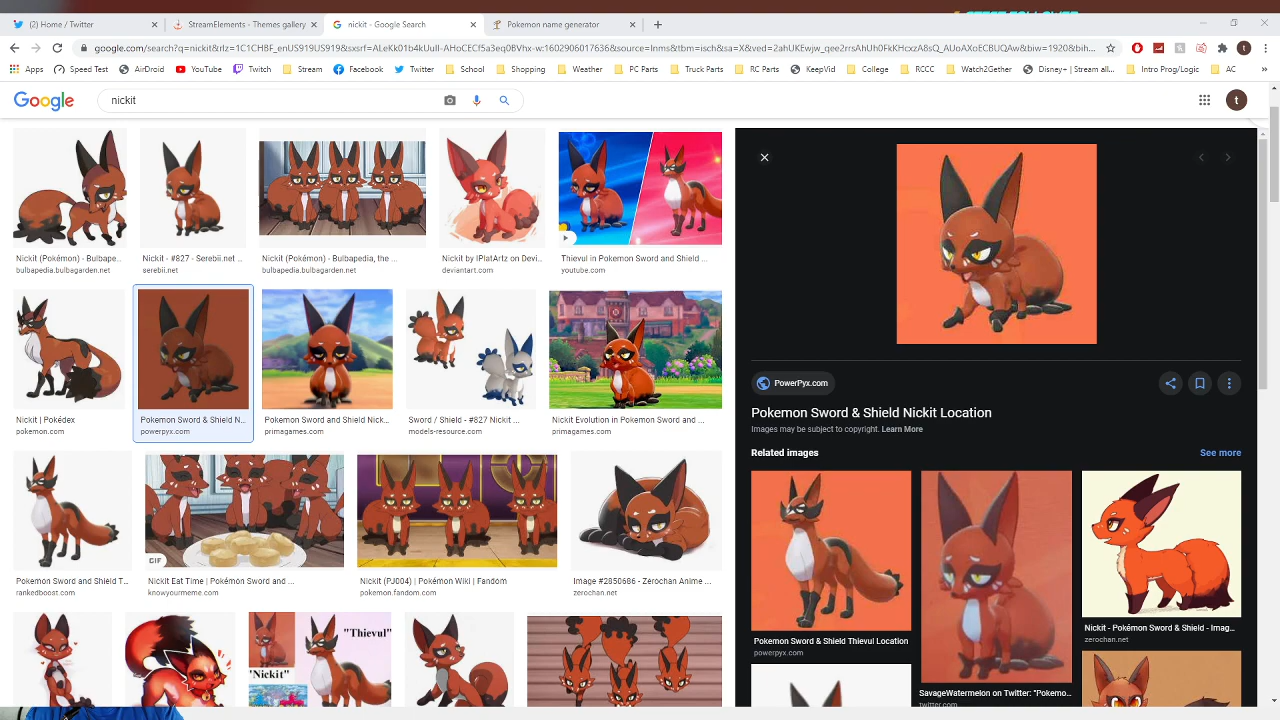 (2) Home / Twitter
StreamElements - Themes gallery
nickit - Google Search
Pokemon name generator
google.com/search?q=nickit&rlz=1C1CHBF_enUS919US919&sxsrf=ALeKk01b4kUulI-AHoCECf5a3eq0BVhx-w:1602906017636&source=lnms&tbm=isch&sa=X&ved=2ahUKEwjw_qee2rrsAhUh0FkKHcxzA8sQ_AUoAXoECBUQAw&biw=1920&bih...
Apps
Speed Test
AirDroid
YouTube
Twitch
Stream
Facebook
Twitter
School
Shopping
Weather
PC Parts
Truck Parts
RC Parts
KeepVid
College
RCCC
Watch2Gether
Disney+ | Stream all...
Intro Prog/Logic
AC
Google
nickit
t
Nickit (Pokémon) - Bulbape...
bulbapedia.bulbagarden.net
Nickit - #827 - Serebii.net ...
serebii.net
Nickit (Pokémon) - Bulbapedia, the ...
bulbapedia.bulbagarden.net
Nickit by IPlatArtz on Devi...
deviantart.com
Thievul in Pokemon Sword and Shield ...
youtube.com
Nickit | Pokédex
pokemon.com
Pokemon Sword & Shield N...
powerpyx.com
Pokemon Sword and Shield Nick...
primagames.com
Sword / Shield - #827 Nickit ...
models-resource.com
Nickit Evolution in Pokemon Sword and ...
primagames.com
Pokemon Sword and Shield T...
rankedboost.com
GIF
Nickit Eat Time | Pokémon Sword and ...
knowyourmeme.com
Nickit (PJ004) | Pokémon Wiki | Fandom
pokemon.fandom.com
Image #2850686 - Zerochan Anime ...
zerochan.net
"Thievul"
"Nickit"
PowerPyx.com
Pokemon Sword & Shield Nickit Location
Images may be subject to copyright. Learn More
Related images
See more
Pokemon Sword & Shield Thievul Location
powerpyx.com
SavageWatermelon on Twitter: "Pokemo...
twitter.com
Nickit - Pokémon Sword & Shield - Imag...
zerochan.net